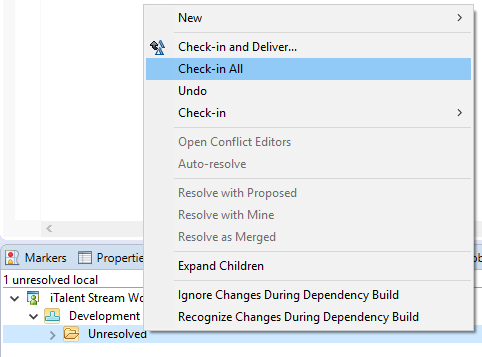 New
Check-in and Deliver...
Check-in All
Undo
Check-in
Open Conflict Editors
Auto-resolve
Resolve with Proposed
Resolve with Mine
Resolve as Merged
Expand Children
Ignore Changes During Dependency Build
Recognize Changes During Dependency Build
Markers
Properties
1 unresolved local
iTalent Stream Wo
Development
Unresolved